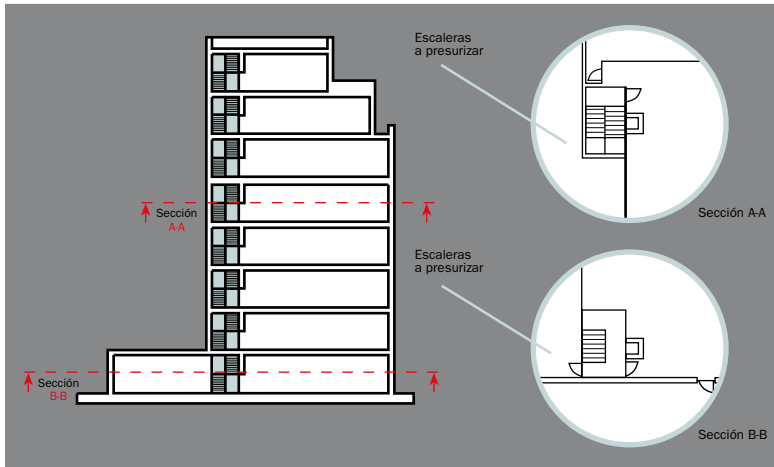 Escaleras
a presurizar
Sección
A-A
Sección A-A
Escaleras
a presurizar
Sección
B-B
Sección B-B